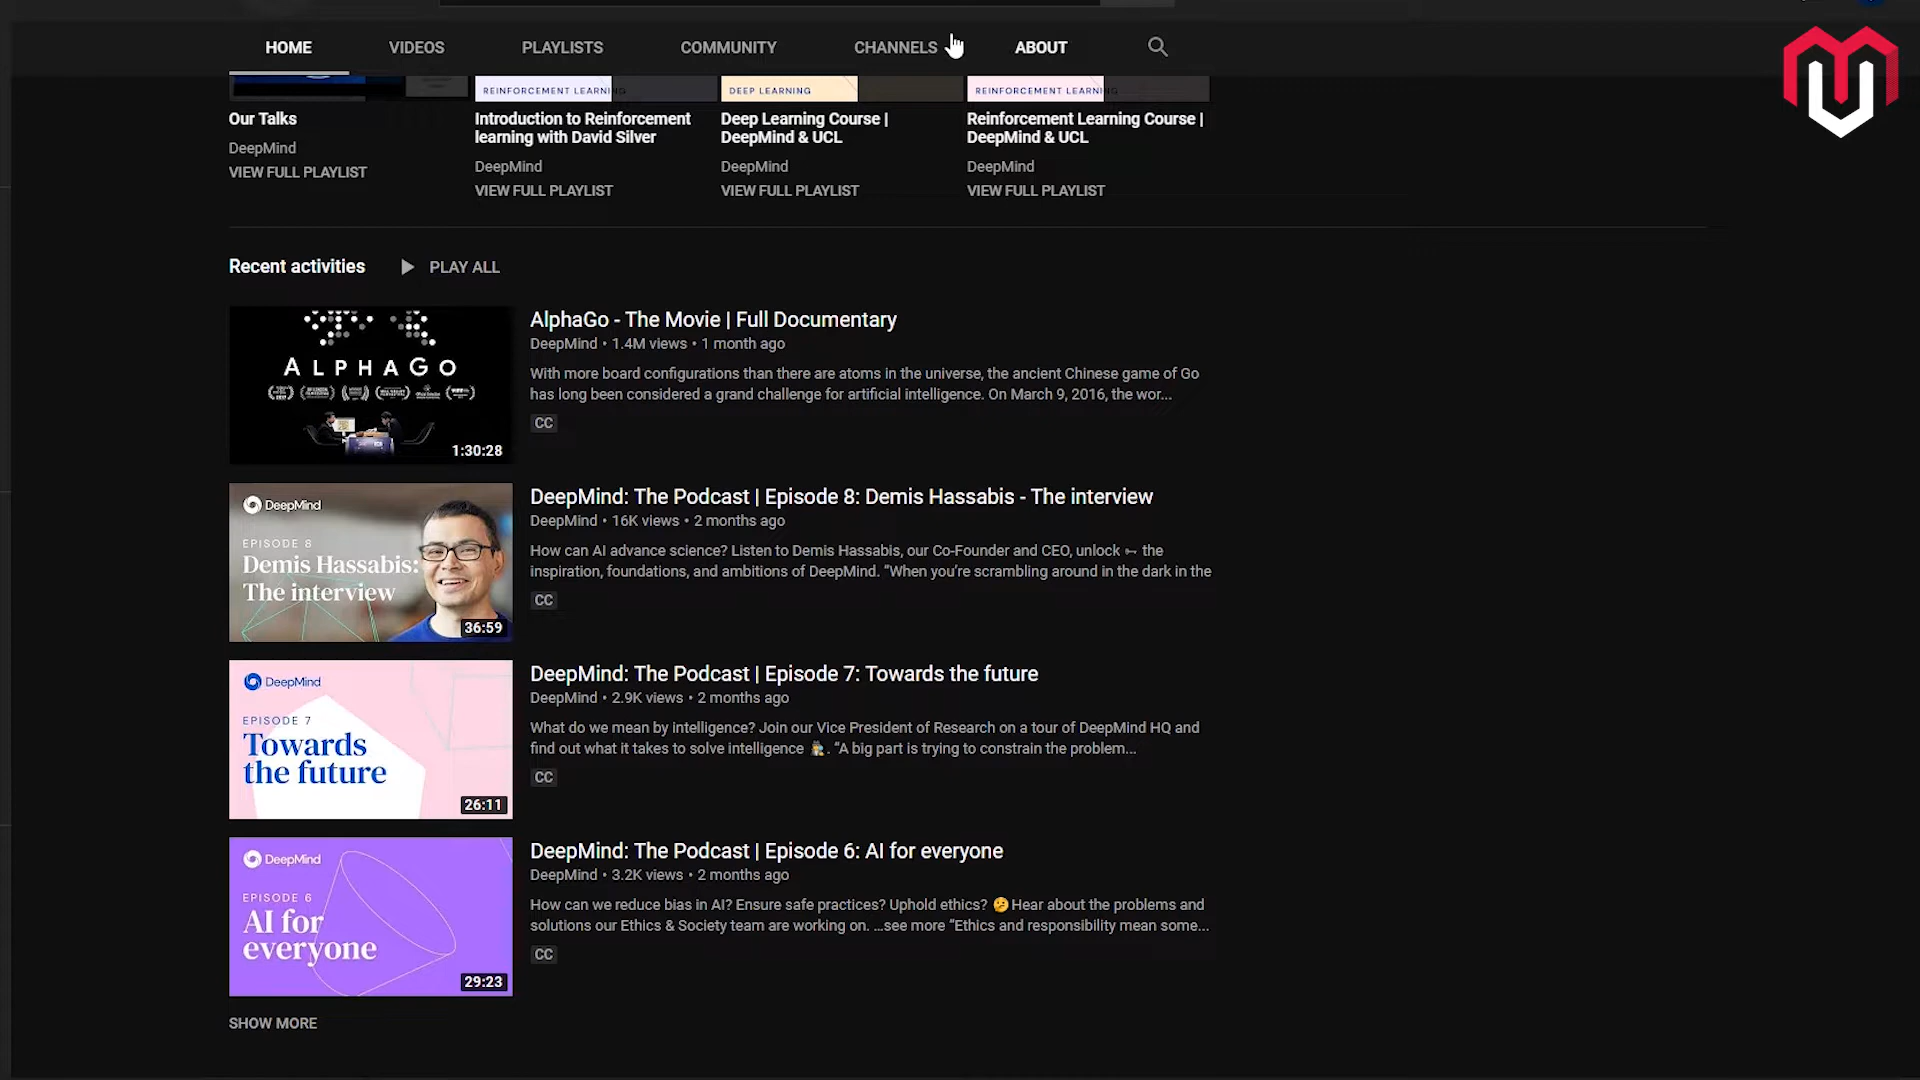 HOME VIDEOS PLAYLISTS COMMUNITY CHANNELS ABOUT
REINFORCEMENT LEARNING DEEP LEARNING REINFORCEMENT LEARNING
Our Talks
DeepMind
VIEW FULL PLAYLIST
Introduction to Reinforcement
learning with David Silver
DeepMind
VIEW FULL PLAYLIST
Deep Learning Course |
DeepMind & UCL
DeepMind
VIEW FULL PLAYLIST
Reinforcement Learning Course |
DeepMind & UCL
DeepMind
VIEW FULL PLAYLIST
Recent activities PLAY ALL
ALPHAGO
1:30:28
AlphaGo - The Movie | Full Documentary
DeepMind • 1.4M views • 1 month ago
With more board configurations than there are atoms in the universe, the ancient Chinese game of Go
has long been considered a grand challenge for artificial intelligence. On March 9, 2016, the wor...
CC
DeepMind
EPISODE 8
Demis Hassabis:
The interview
36:59
DeepMind: The Podcast | Episode 8: Demis Hassabis - The interview
DeepMind • 16K views • 2 months ago
How can AI advance science? Listen to Demis Hassabis, our Co-Founder and CEO, unlock 🗝 the
inspiration, foundations, and ambitions of DeepMind. “When you’re scrambling around in the dark in the
CC
DeepMind
EPISODE 7
Towards
the future
26:11
DeepMind: The Podcast | Episode 7: Towards the future
DeepMind • 2.9K views • 2 months ago
What do we mean by intelligence? Join our Vice President of Research on a tour of DeepMind HQ and
find out what it takes to solve intelligence 👩‍🔬. “A big part is trying to constrain the problem...
CC
DeepMind
EPISODE 6
AI for
everyone
29:23
DeepMind: The Podcast | Episode 6: AI for everyone
DeepMind • 3.2K views • 2 months ago
How can we reduce bias in AI? Ensure safe practices? Uphold ethics? 🤔 Hear about the problems and
solutions our Ethics & Society team are working on. ...see more “Ethics and responsibility mean some...
CC
SHOW MORE